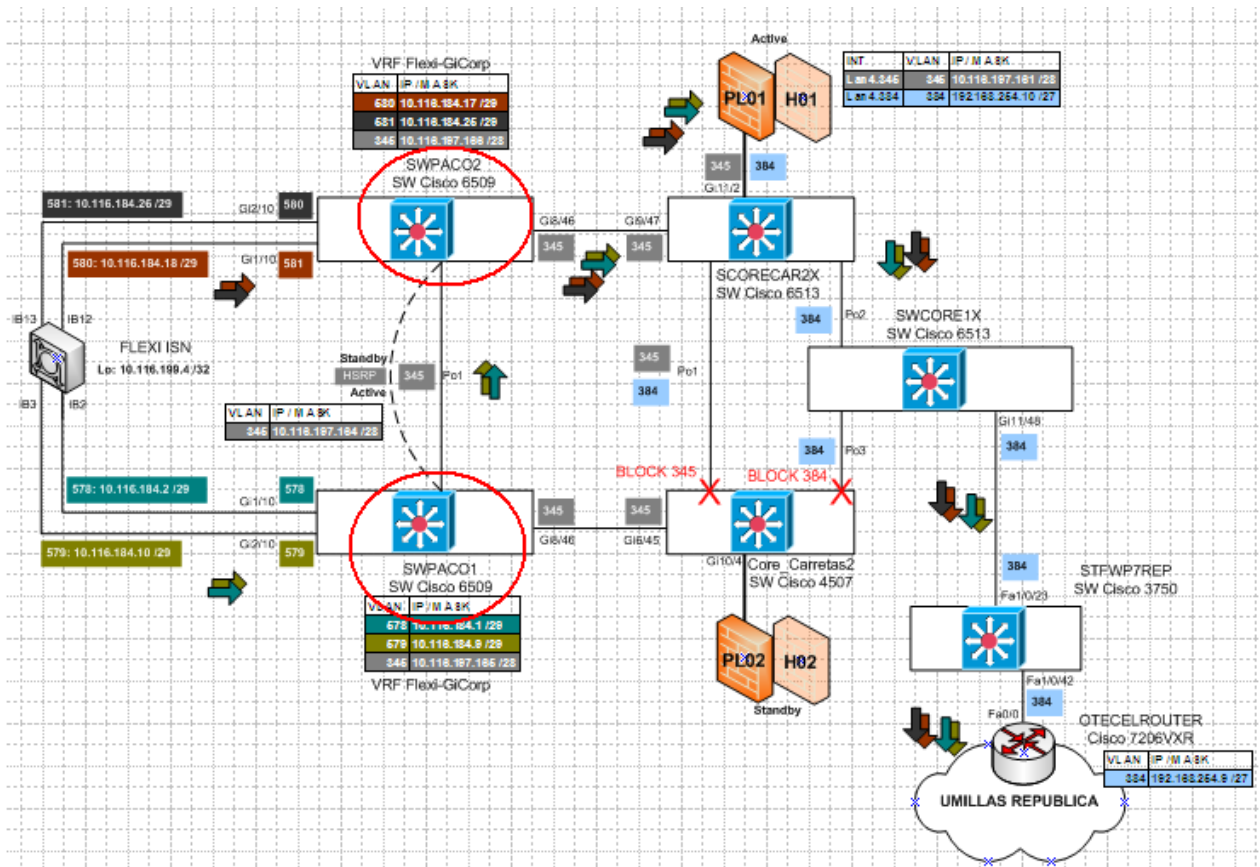 Active
VRF Flexi-GiCorp
VLAN IP / MASK
580 10.116.184.17 /29
581 10.116.184.25 /29
345 10.116.197.166 /28
INT VLAN IP / MASK
Lan4.345 345 10.116.197.161 /28
Lan4.384 384 192.168.254.10 /27
PL01 H01
SWPACO2
SW Cisco 6509
345 384
Gi11/2
581: 10.116.184.26 /29
Gi2/10 580
Gi8/46 Gi9/47
345 345
580: 10.116.184.18 /29
Gi1/10 581
SCORECAR2X
SW Cisco 6513
384 Po2
SWCORE1X
SW Cisco 6513
IB13 IB12
FLEXI ISN
Lo: 10.116.199.4 /32
Standby
HSRP
Active
345 Po1
345
384
Po1
IB3 IB2
VLAN IP / MASK
345 10.116.197.164 /28
Gi11/48
384
384 Po3
BLOCK 345 BLOCK 384
578: 10.116.184.2 /29
Gi1/10 578
345 345
Gi8/46 Gi6/45
579: 10.116.184.10 /29
Gi2/10 579
SWPACO1
SW Cisco 6509
Gi10/4
Core_Carretas2
SW Cisco 4507
384
Fa1/0/23
STFWP7REP
SW Cisco 3750
VLAN IP / MASK
578 10.116.184.1 /29
579 10.116.184.9 /29
345 10.116.197.165 /28
VRF Flexi-GiCorp
PL02 H02
Standby
Fa1/0/42
384
Fa0/0
OTECELROUTER
Cisco 7206VXR
VLAN IP / MASK
384 192.168.254.9 /27
UMILLAS REPUBLICA